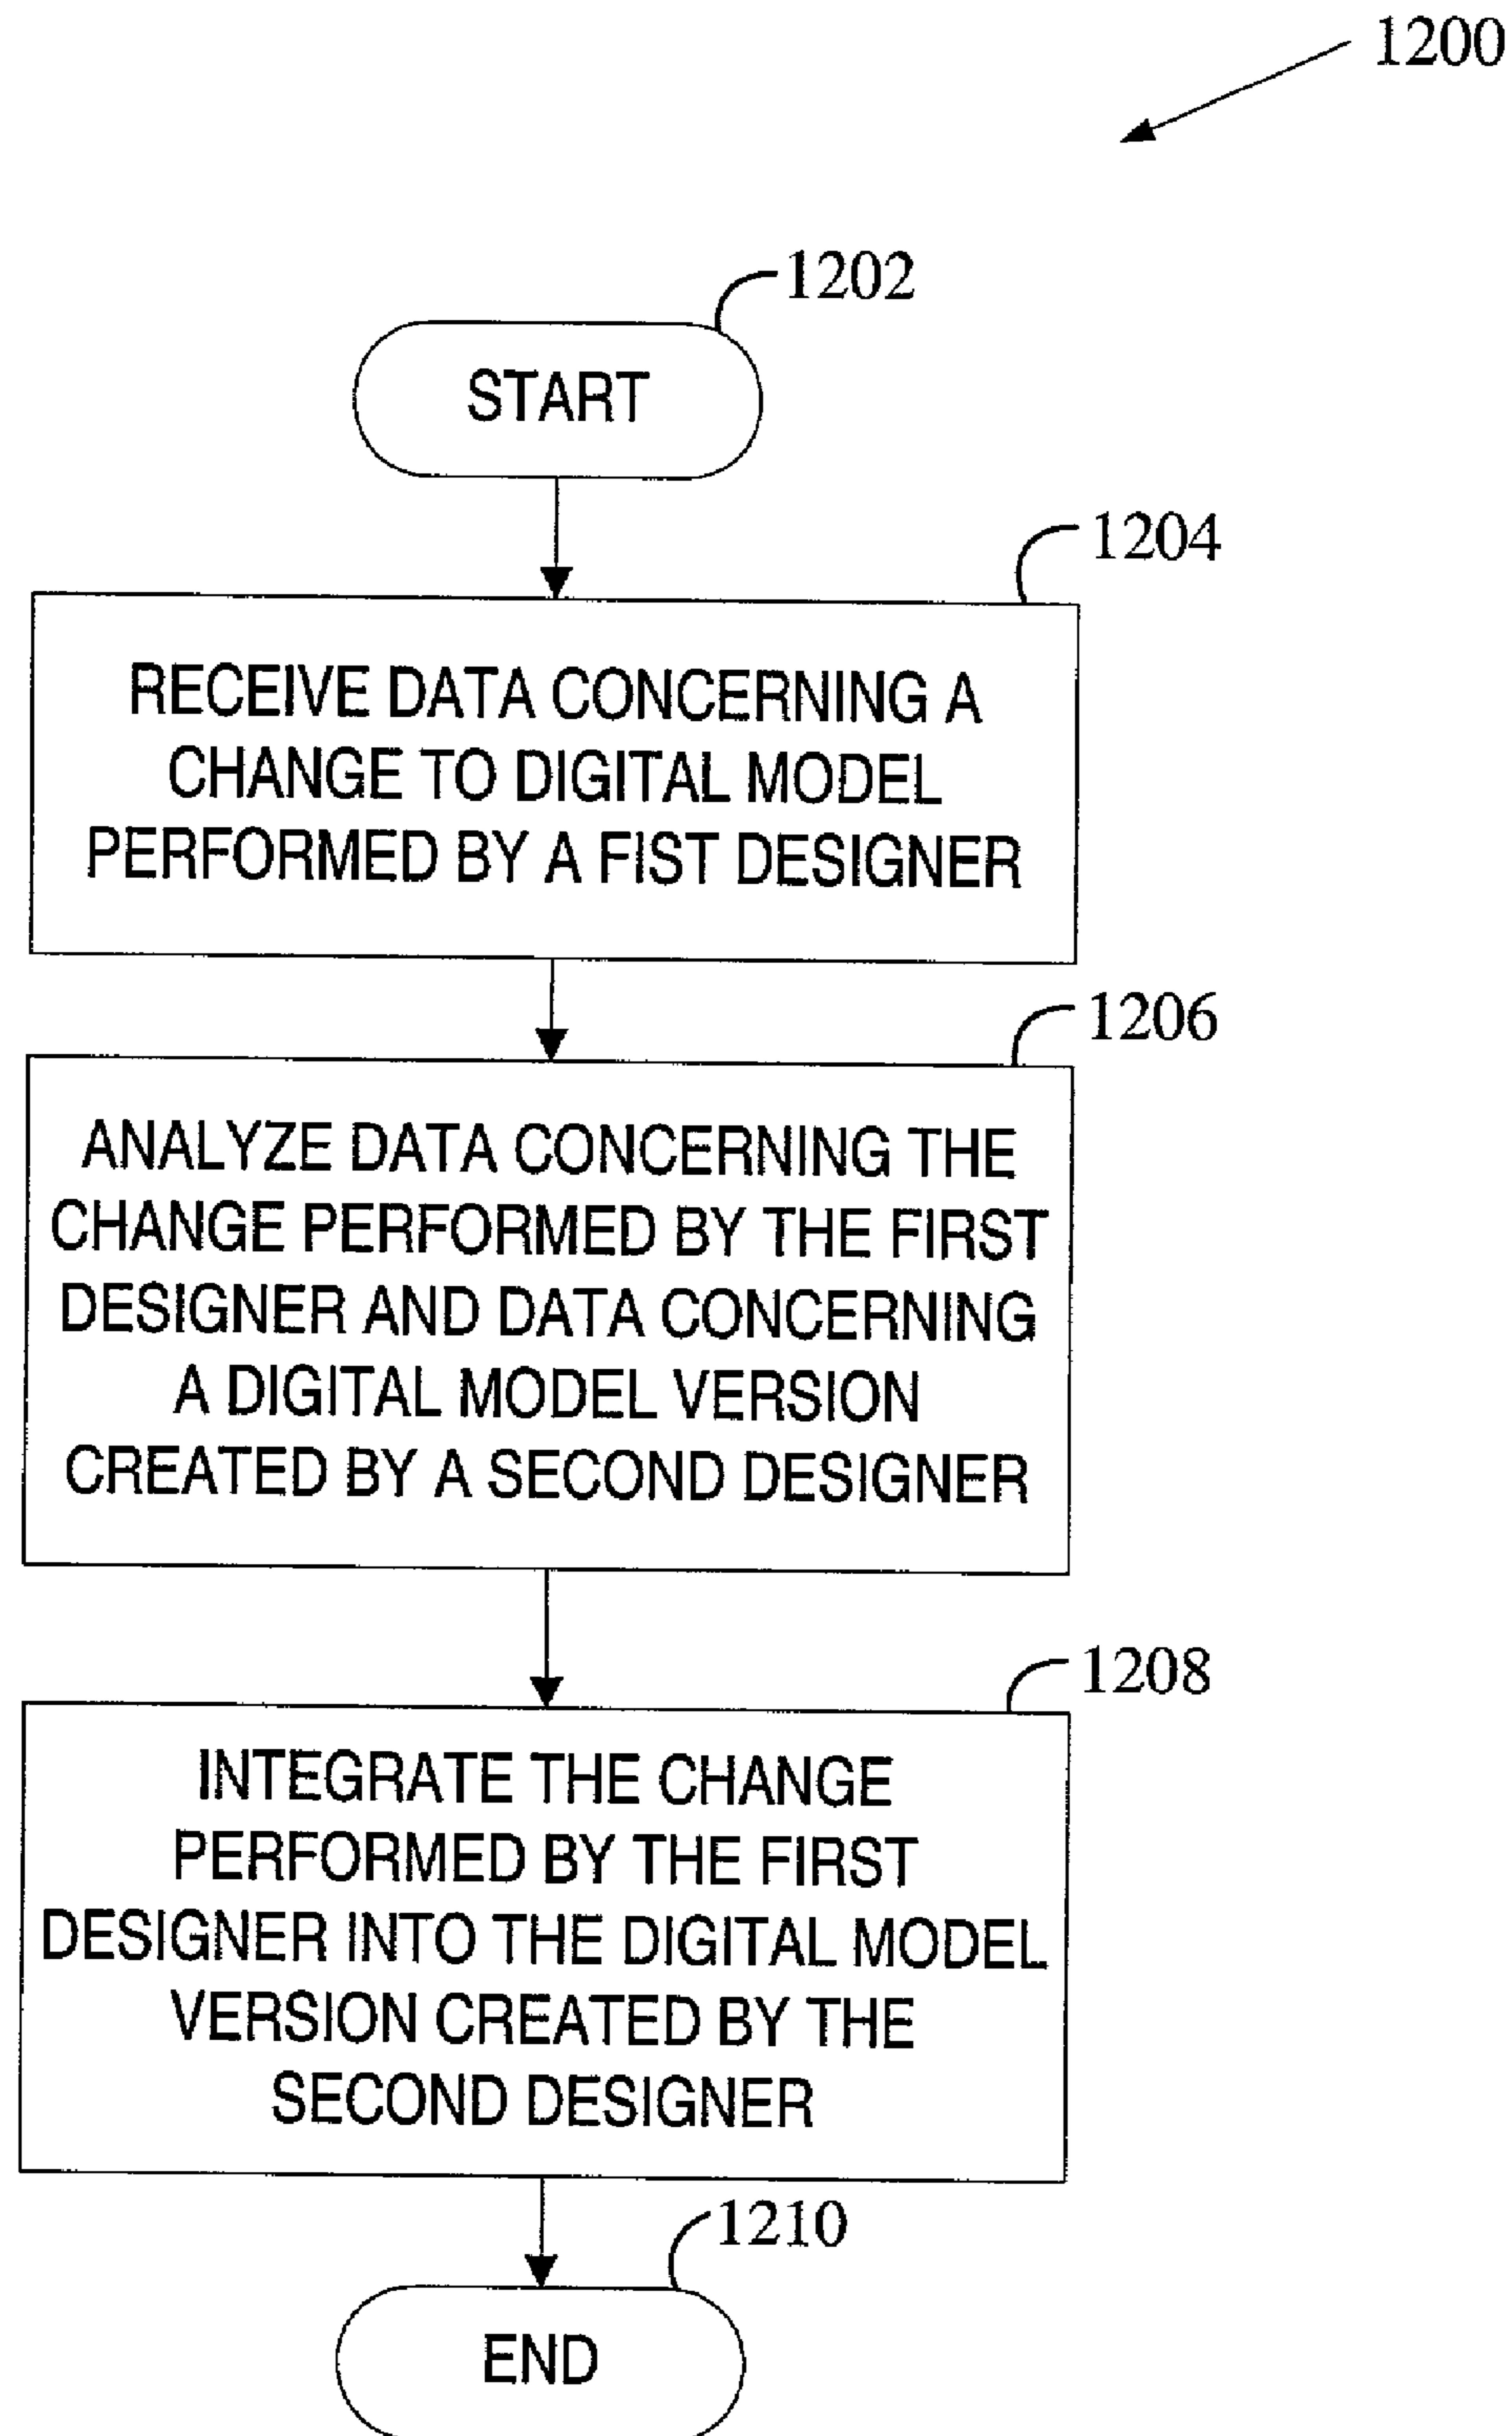 1200
1202
START
1204
RECEIVE DATA CONCERNING A
CHANGE TO DIGITAL MODEL
PERFORMED BY A FIST DESIGNER
1206
ANALYZE DATA CONCERNING THE
CHANGE PERFORMED BY THE FIRST
DESIGNER AND DATA CONCERNING
A DIGITAL MODEL VERSION
CREATED BY A SECOND DESIGNER
1208
INTEGRATE THE CHANGE
PERFORMED BY THE FIRST
DESIGNER INTO THE DIGITAL MODEL
VERSION CREATED BY THE
SECOND DESIGNER
1210
END